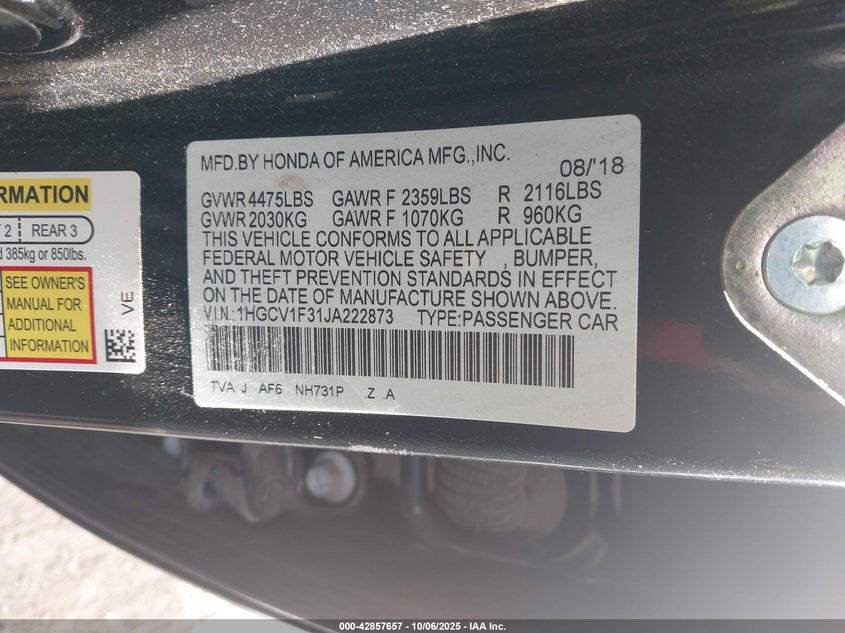 MFD.BY HONDA OF AMERICA MFG.,INC. 08/'18
GVWR 4475LBS GAWR F 2359LBS R 2116LBS
GVWR 2030KG GAWR F 1070KG R 960KG
THIS VEHICLE CONFORMS TO ALL APPLICABLE
FEDERAL MOTOR VEHICLE SAFETY , BUMPER,
AND THEFT PREVENTION STANDARDS IN EFFECT
ON THE DATE OF MANUFACTURE SHOWN ABOVE.
VIN:1HGCV1F31JA222873 TYPE:PASSENGER CAR
TVA J AF6 NH731P .Z .A
2 REAR 3
385kg or 850lbs.
SEE OWNER'S
MANUAL FOR
ADDITIONAL
INFORMATION
VE
000-42857657 - 10/06/2025 - IAA Inc.